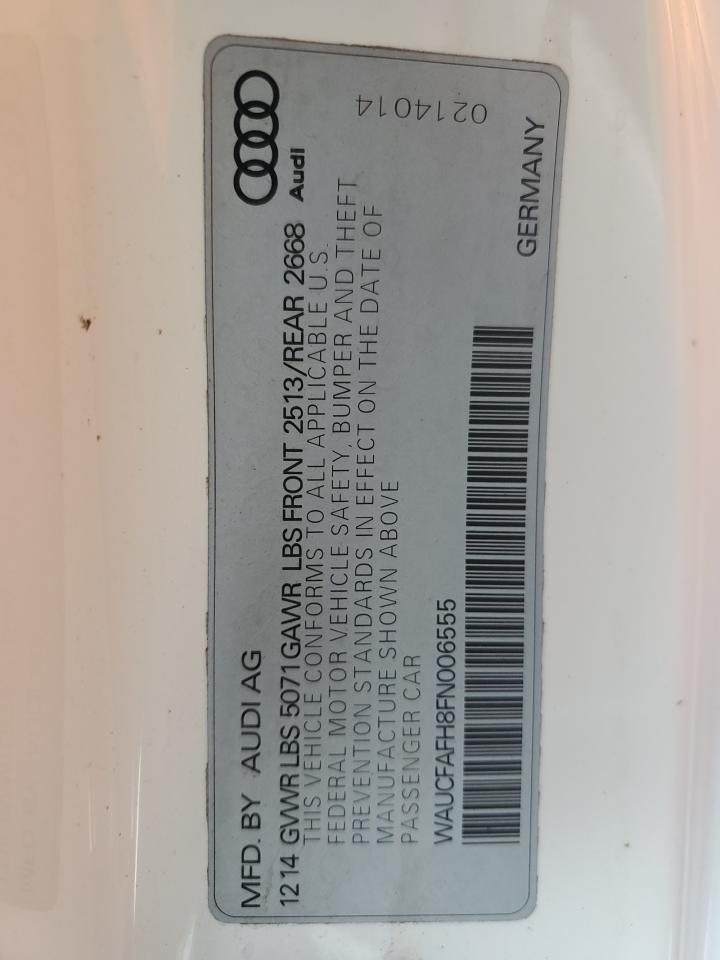 MFD. BY AUDI AG
Audi
12 14 GVWR LBS 5071 GAWR LBS FRONT 2513/REAR 2668
THIS VEHICLE CONFORMS TO ALL APPLICABLE U.S.
FEDERAL MOTOR VEHICLE SAFETY, BUMPER AND THEFT
PREVENTION STANDARDS IN EFFECT ON THE DATE OF
MANUFACTURE SHOWN ABOVE
PASSENGER CAR
0214014
WAUCFAFH8FN006555
GERMANY